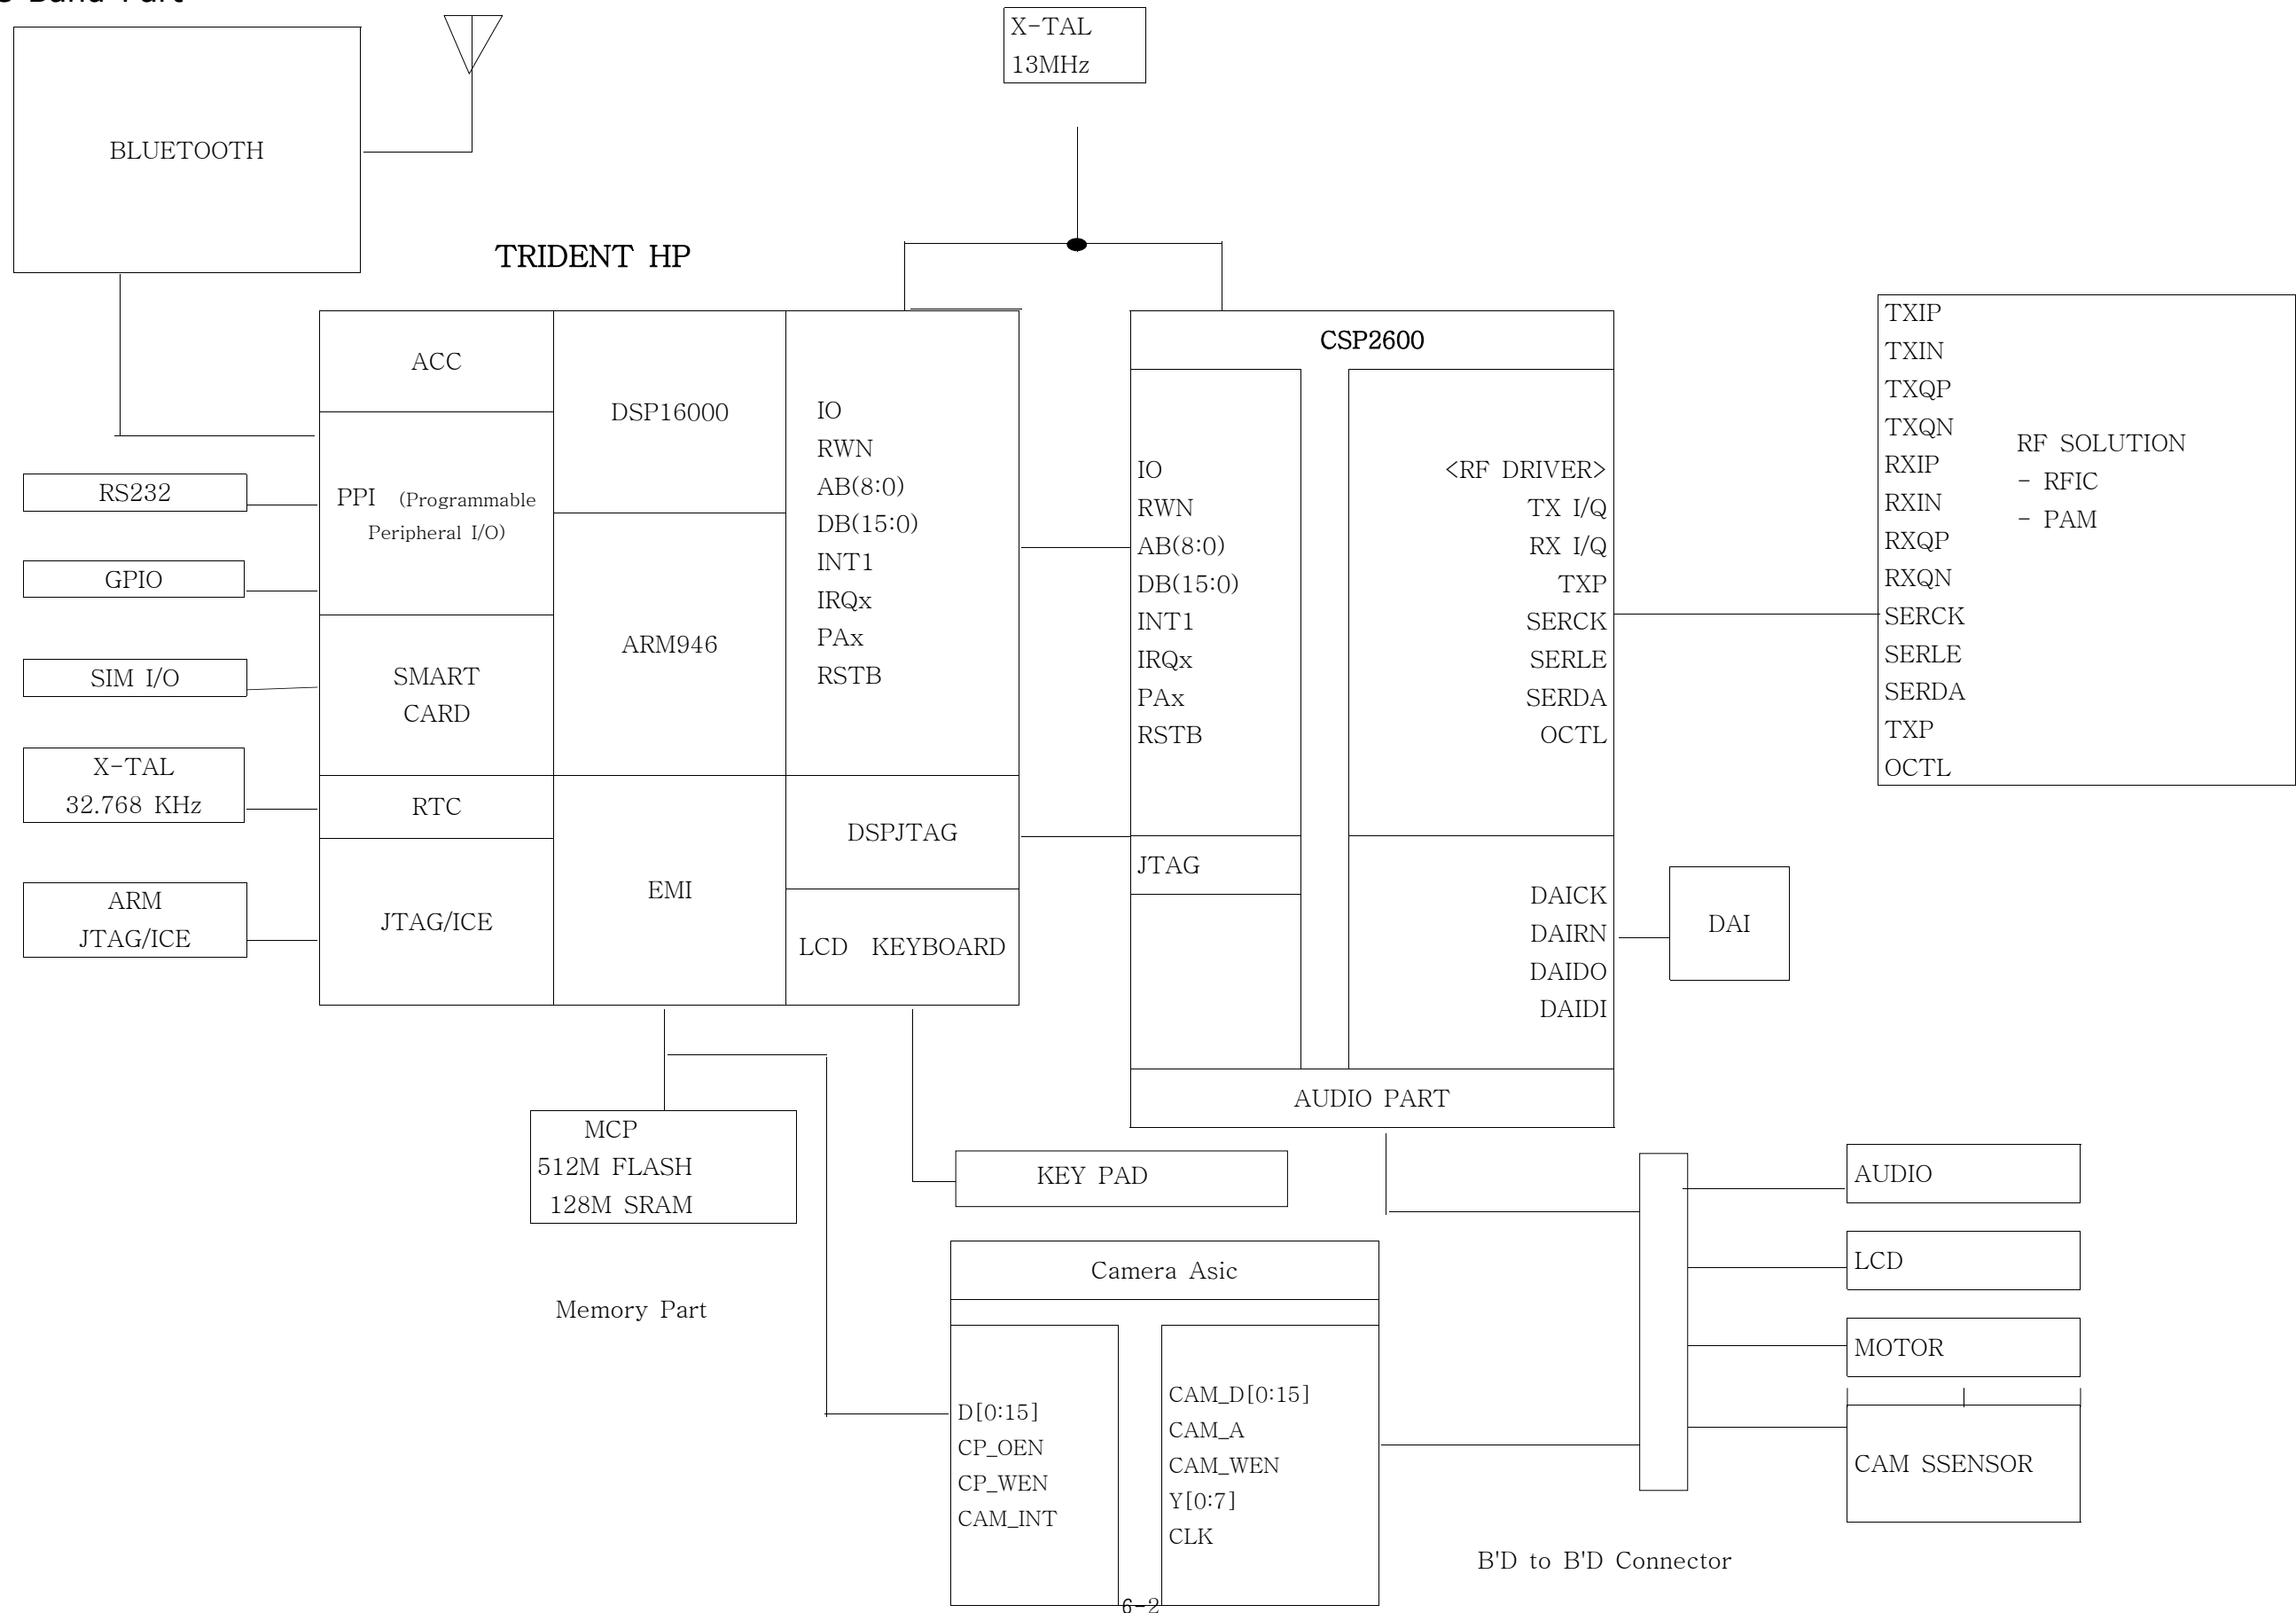 Band Part
X-TAL
13MHz
BLUETOOTH
TRIDENT HP
ACC
PPI (Programmable
Peripheral I/O)
SMART
CARD
RTC
JTAG/ICE
DSP16000
ARM946
EMI
IO
RWN
AB(8:0)
DB(15:0)
INT1
IRQx
PAx
RSTB
DSPJTAG
LCD KEYBOARD
RS232
GPIO
SIM I/O
X-TAL
32.768 KHz
ARM
JTAG/ICE
CSP2600
IO
RWN
AB(8:0)
DB(15:0)
INT1
IRQx
PAx
RSTB
JTAG
<RF DRIVER>
TX I/Q
RX I/Q
TXP
SERCK
SERLE
SERDA
OCTL
DAICK
DAIRN
DAIDO
DAIDI
AUDIO PART
TXIP
TXIN
TXQP
TXQN
RXIP
RXIN
RXQP
RXQN
SERCK
SERLE
SERDA
TXP
OCTL
RF SOLUTION
- RFIC
- PAM
DAI
MCP
512M FLASH
128M SRAM
Memory Part
KEY PAD
Camera Asic
D[0:15]
CP_OEN
CP_WEN
CAM_INT
CAM_D[0:15]
CAM_A
CAM_WEN
Y[0:7]
CLK
AUDIO
LCD
MOTOR
CAM SSENSOR
B'D to B'D Connector
6-2